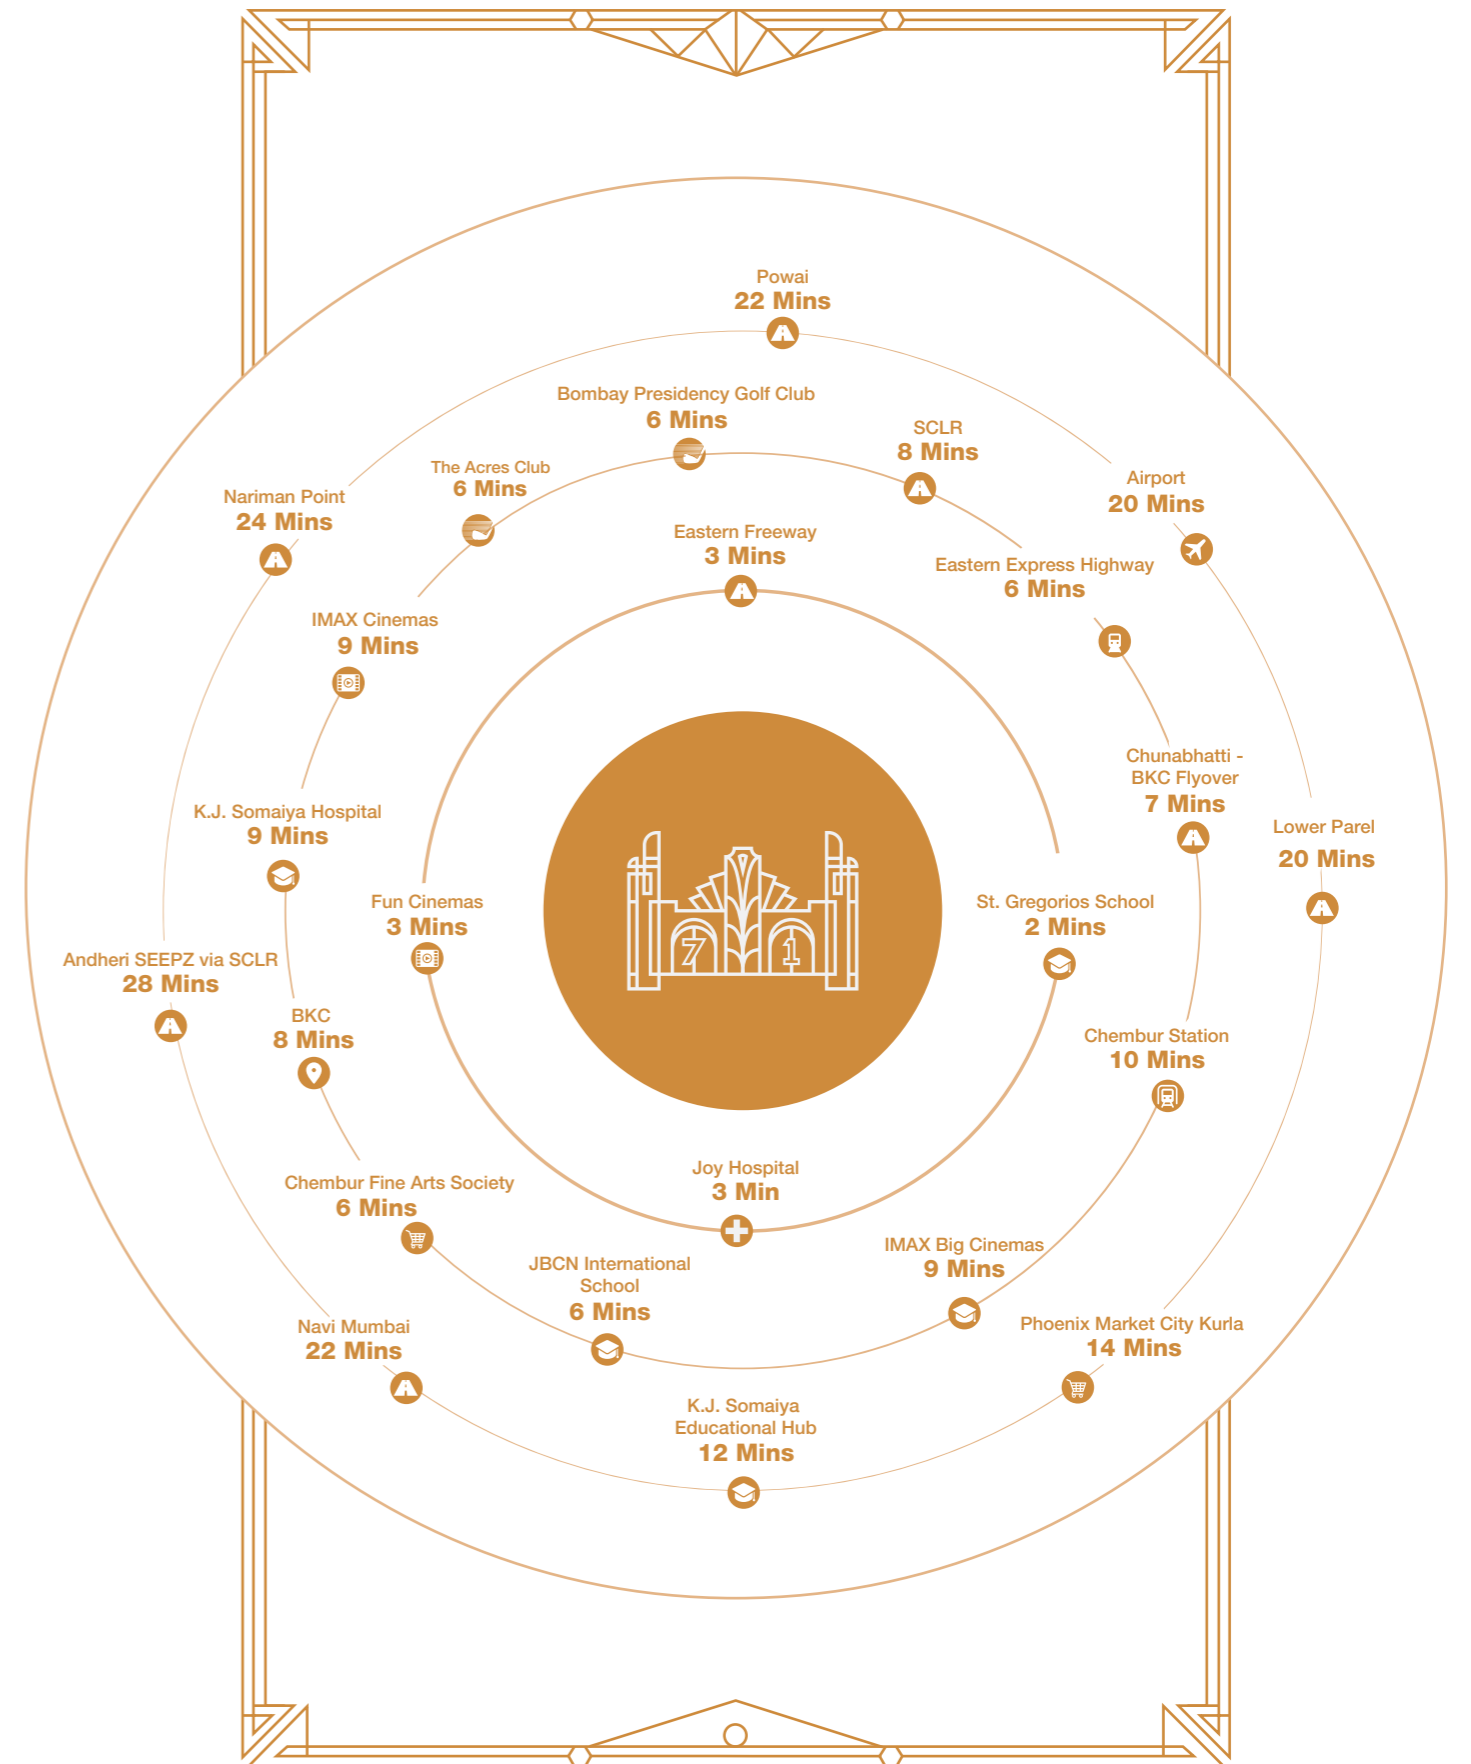 Powai
22 Mins
Bombay Presidency Golf Club
6 Mins
SCLR
8 Mins
The Acres Club
6 Mins
Airport
20 Mins
Nariman Point
24 Mins
Eastern Freeway
3 Mins
Eastern Express Highway
6 Mins
IMAX Cinemas
9 Mins
Chunabhatti -
BKC Flyover
7 Mins
K.J. Somaiya Hospital
9 Mins
Lower Parel
20 Mins
Fun Cinemas
3 Mins
St. Gregorios School
2 Mins
7 1
Andheri SEEPZ via SCLR
28 Mins
BKC
8 Mins
Chembur Station
10 Mins
Joy Hospital
3 Min
Chembur Fine Arts Society
6 Mins
IMAX Big Cinemas
9 Mins
JBCN International
School
6 Mins
Navi Mumbai
22 Mins
Phoenix Market City Kurla
14 Mins
K.J. Somaiya
Educational Hub
12 Mins